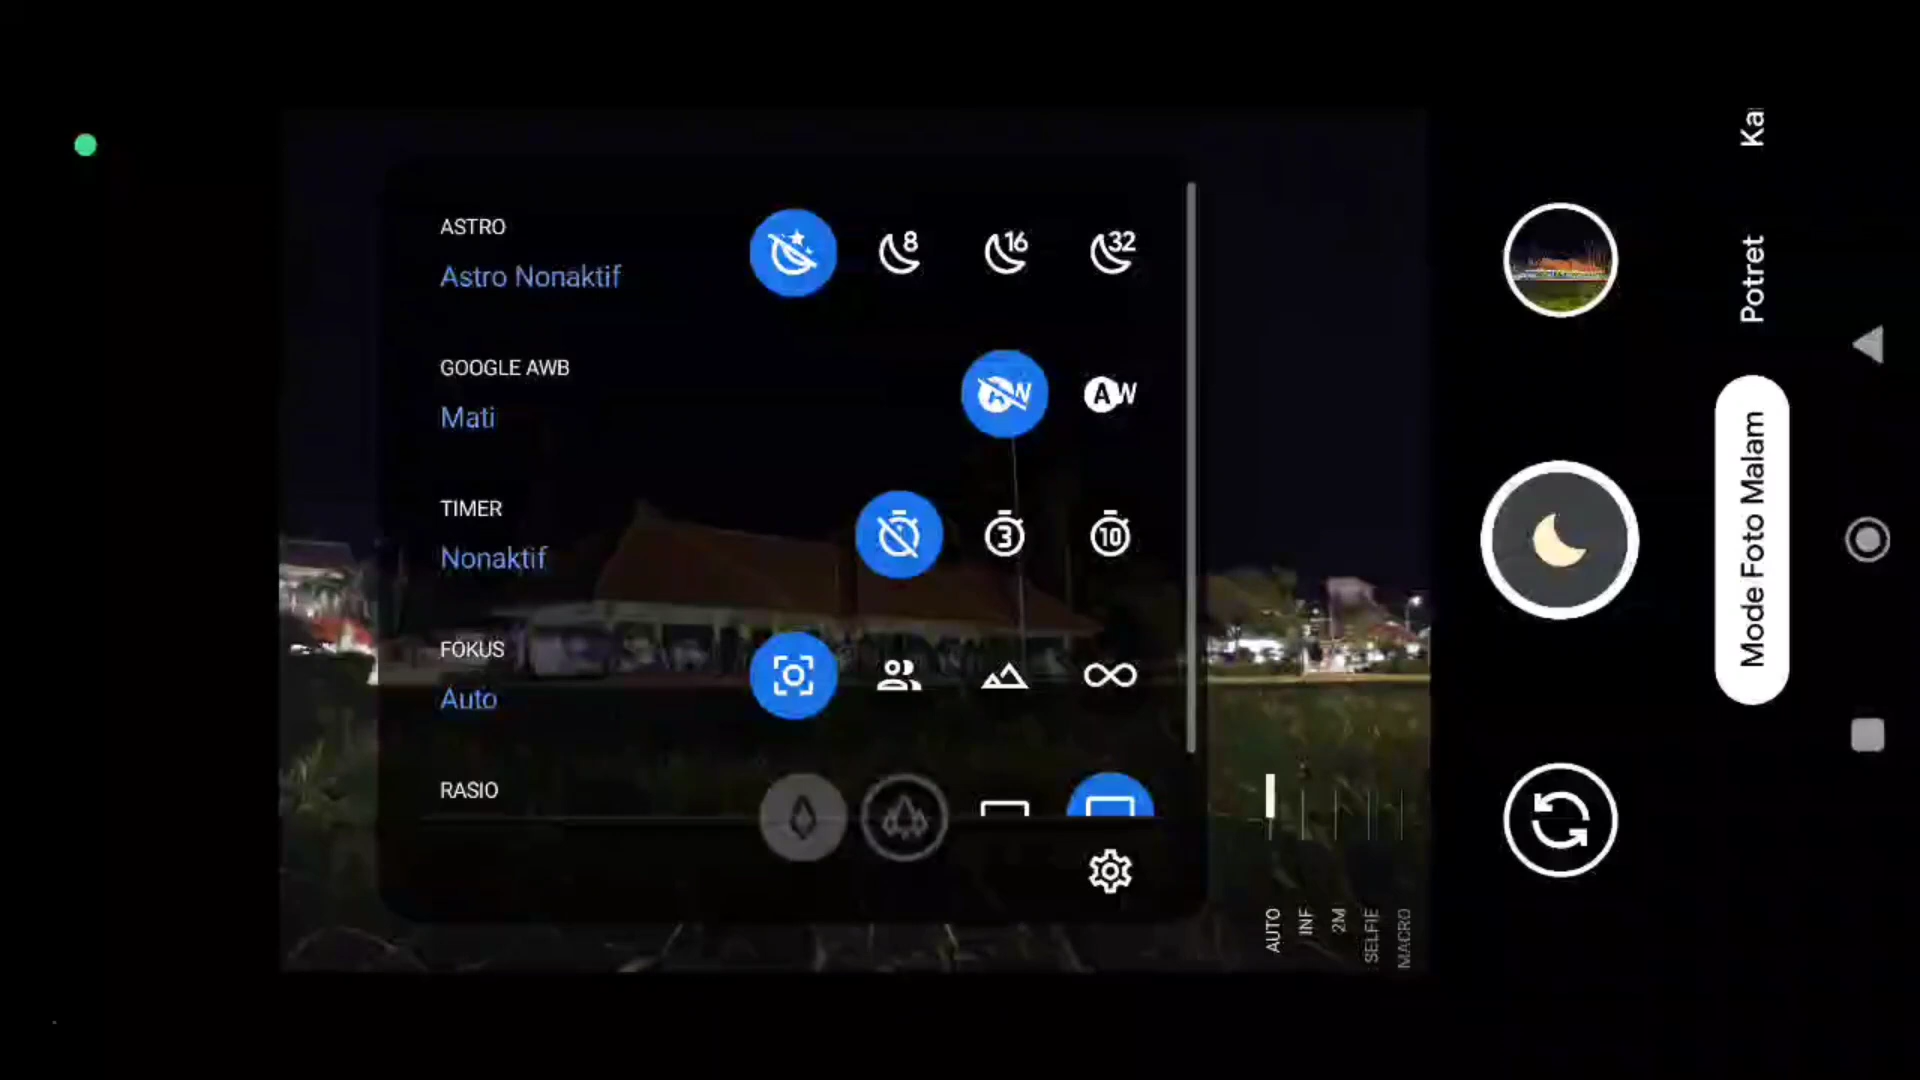 ASTRO
Astro Nonaktif
8
16
32
GOOGLE AWB
Mati
AW
AW
TIMER
Nonaktif
3
10
FOKUS
Auto
RASIO
AUTO
INF
2M
SELFIE
MACRO
Ka
Potret
Mode Foto Malam